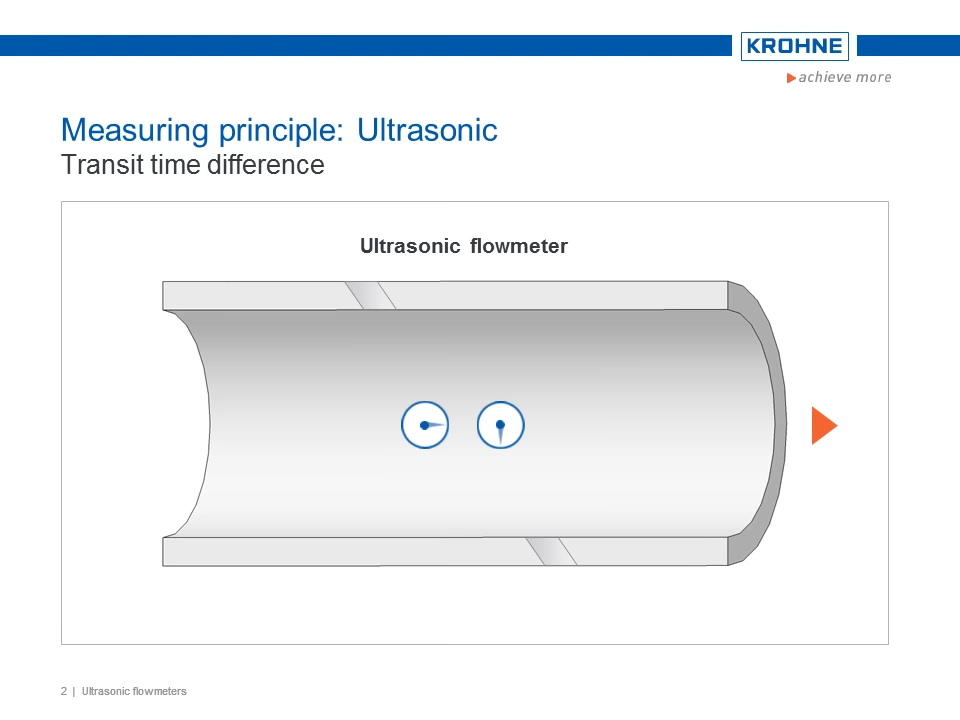 KROHNE
achieve more
Measuring principle: Ultrasonic
Transit time difference
Ultrasonic flowmeter
2 | Ultrasonic flowmeters